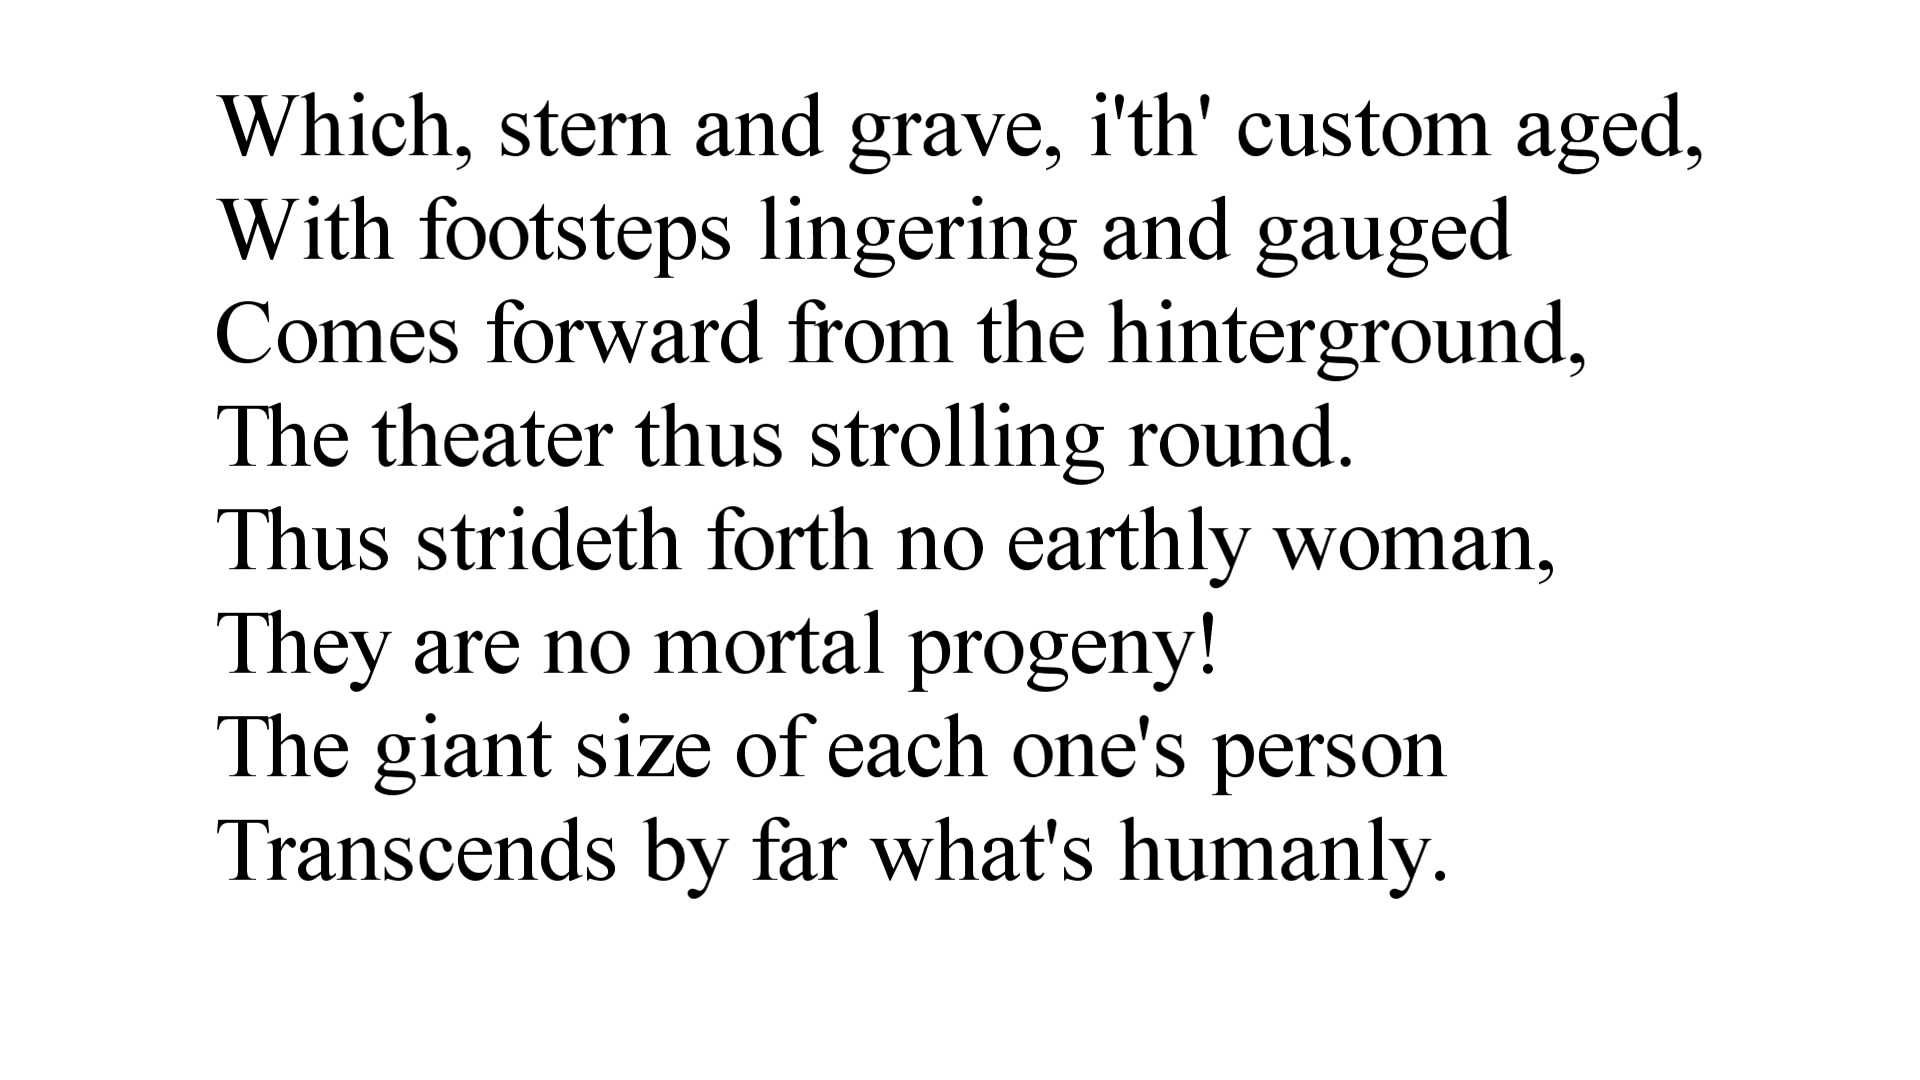 Which, stern and grave, i'th' custom aged,
With footsteps lingering and gauged
Comes forward from the hinterground,
The theater thus strolling round.
Thus strideth forth no earthly woman,
They are no mortal progeny!
The giant size of each one's person
Transcends by far what's humanly.